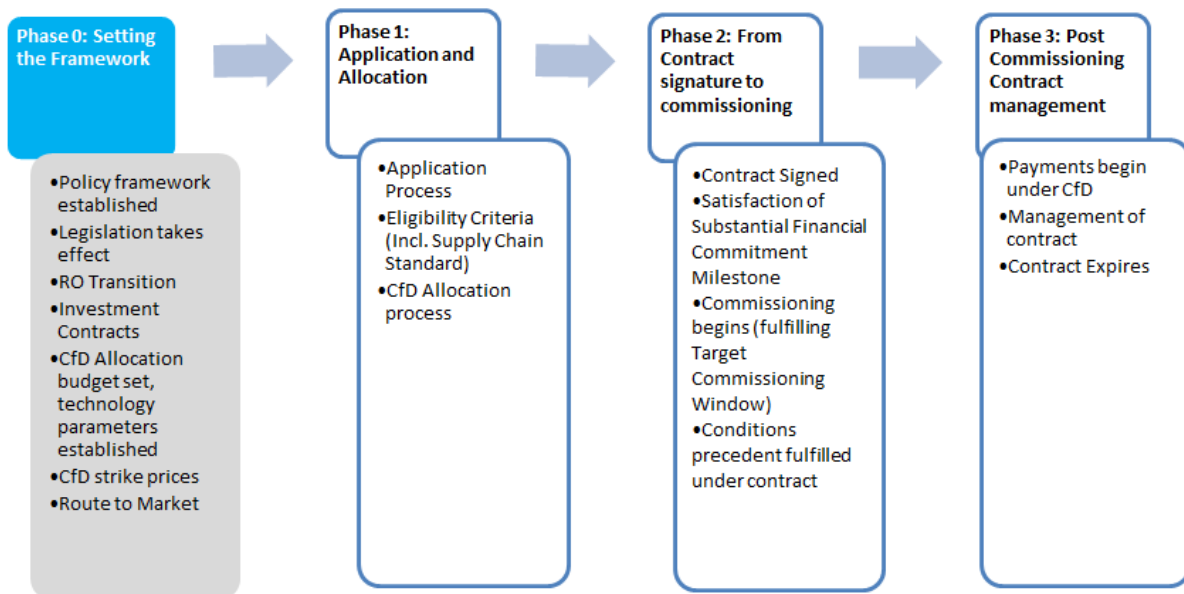 Phase 0: Setting
the Framework
•Policy framework
established
•Legislation takes
effect
•RO Transition
•Investment
Contracts
•CfD Allocation
budget set,
technology
parameters
established
•CfD strike prices
•Route to Market
Phase 1:
Application and
Allocation
•Application
Process
•Eligibility Criteria
(Incl. Supply Chain
Standard)
•CfD Allocation
process
Phase 2: From
Contract
signature to
commissioning
•Contract Signed
•Satisfaction of
Substantial Financial
Commitment
Milestone
•Commissioning
begins (fulfilling
Target
Commissioning
Window)
•Conditions
precedent fulfilled
under contract
Phase 3: Post
Commissioning
Contract
management
•Payments begin
under CfD
•Management of
contract
•Contract Expires